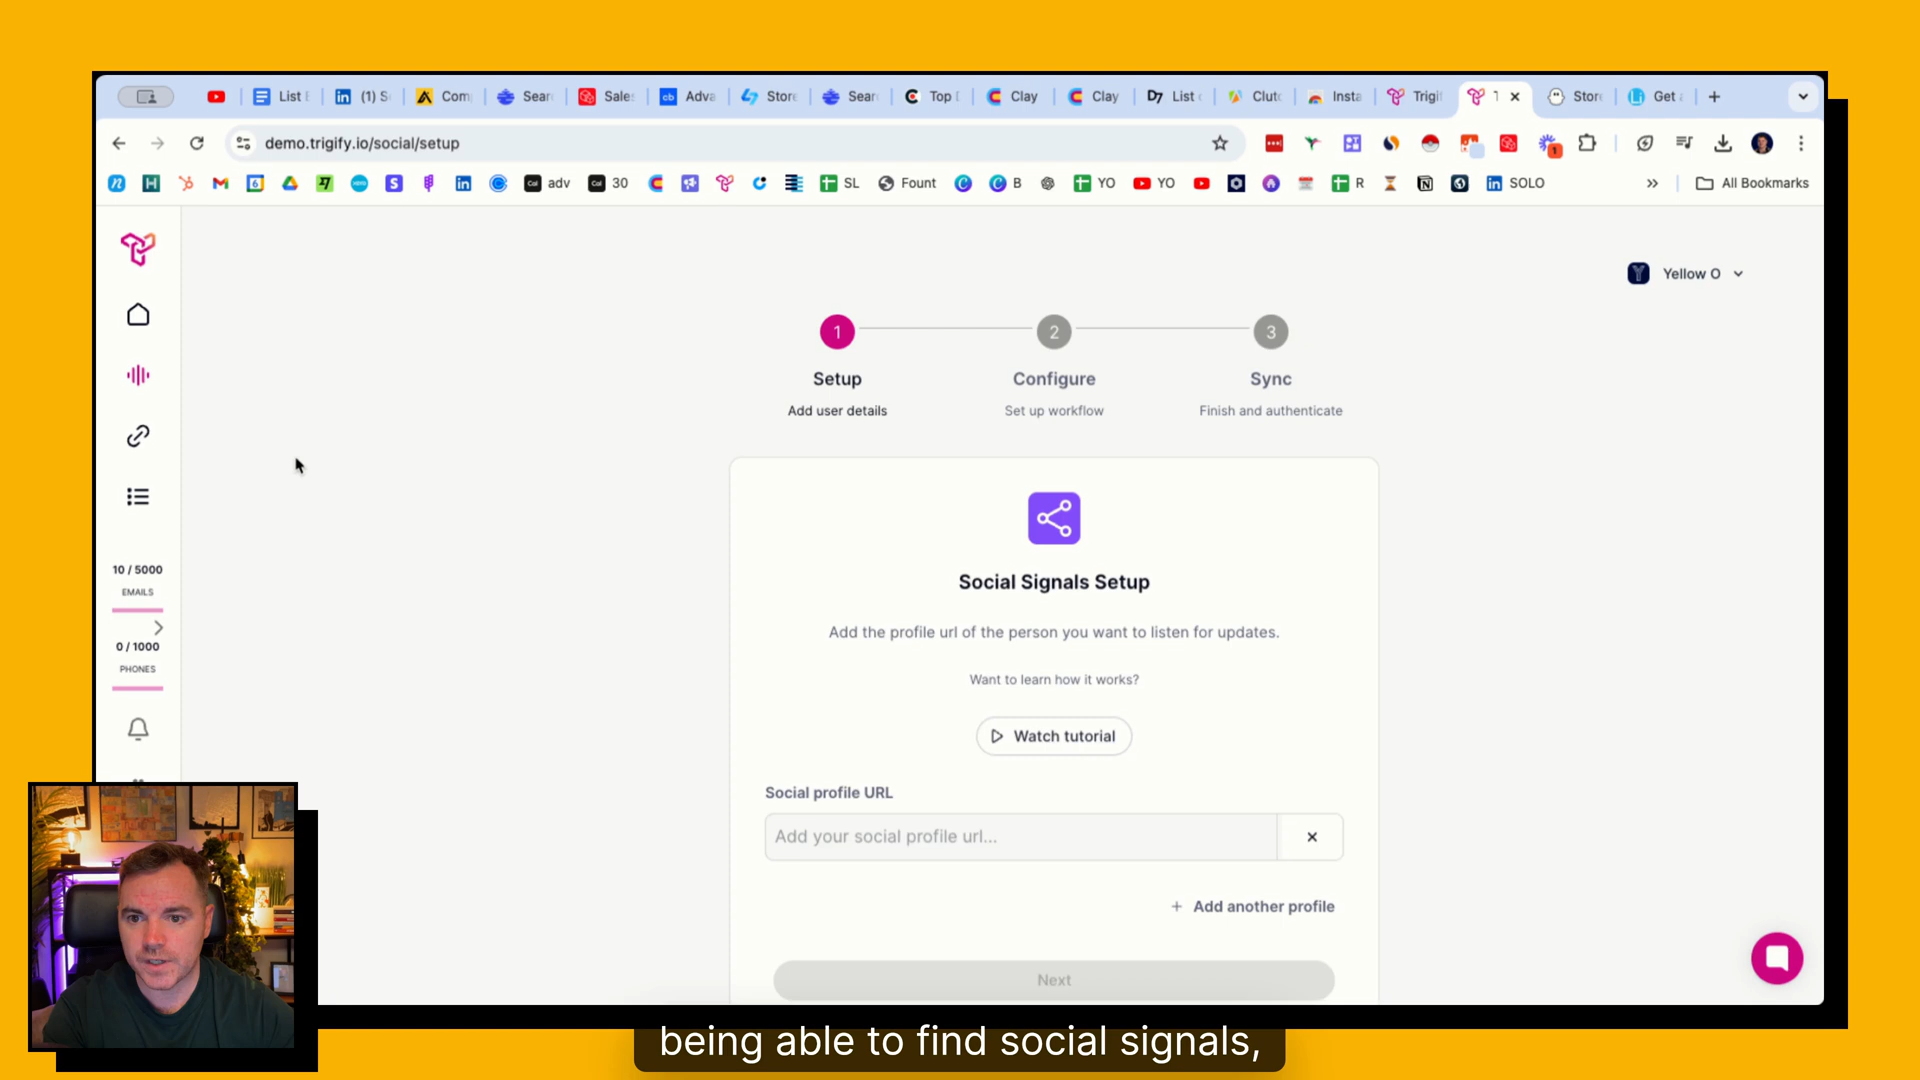 List
(1) S
Com
Sear
Sale
cb
Adva
Store
Sear
Top
Clay
Clay
D7
List
Clut
Insta
Trigi
Store
Get a
demo.trigify.io/social/setup
adv
30
SL
Fount
B
YO
YO
R
SOLO
All Bookmarks
Yellow O
1
2
3
Setup
Configure
Sync
Add user details
Set up workflow
Finish and authenticate
Social Signals Setup
10 / 5000
EMAILS
Add the profile url of the person you want to listen for updates.
0 / 1000
PHONES
Want to learn how it works?
Watch tutorial
Social profile URL
Add your social profile url...
+ Add another profile
Next
being able to find social signals,